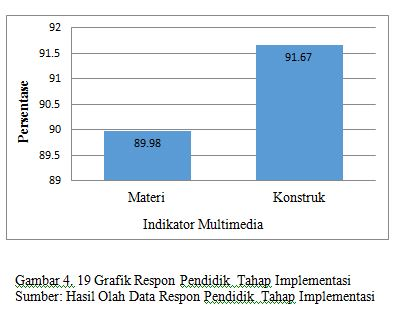 92
91.5
91
90.5
90
89.5
89
Persentase
89.98
91.67
Materi
Konstruk
Indikator Multimedia
Gambar 4. 19 Grafik Respon Pendidik Tahap Implementasi
Sumber: Hasil Olah Data Respon Pendidik Tahap Implementasi